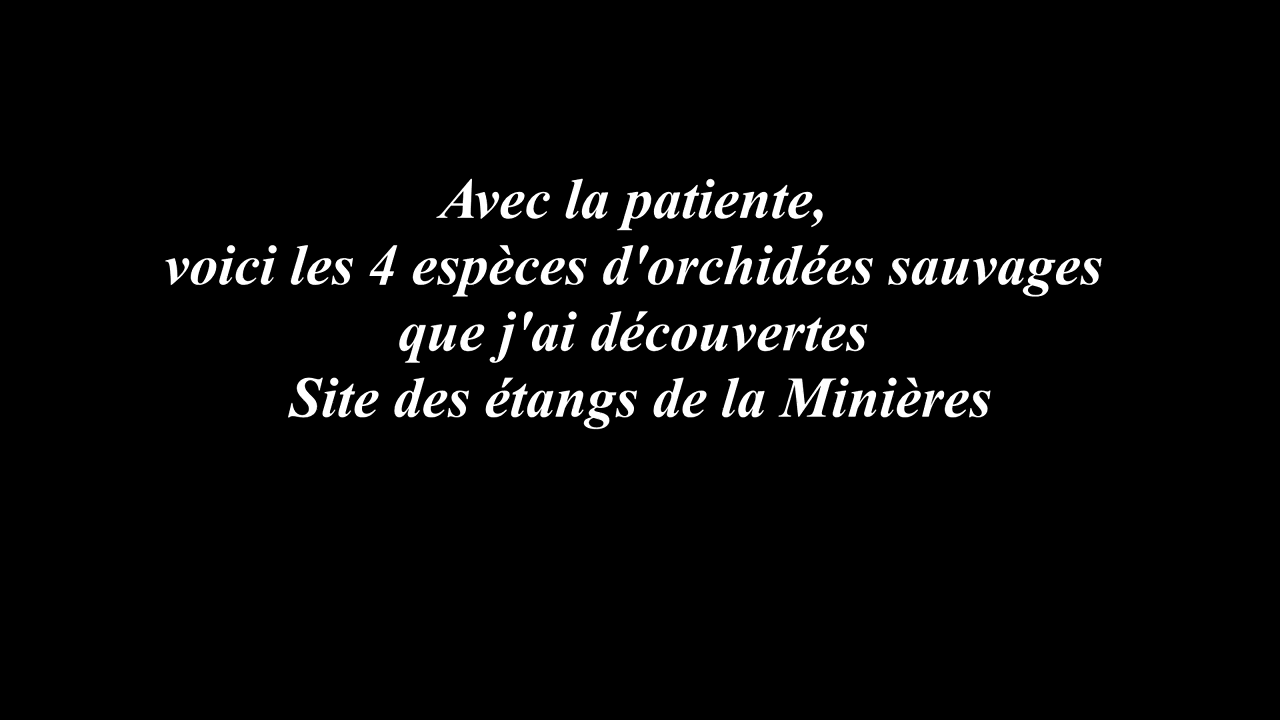 Avec la patiente,
voici les 4 espèces d'orchidées sauvages
que j'ai découvertes
Site des étangs de la Minières